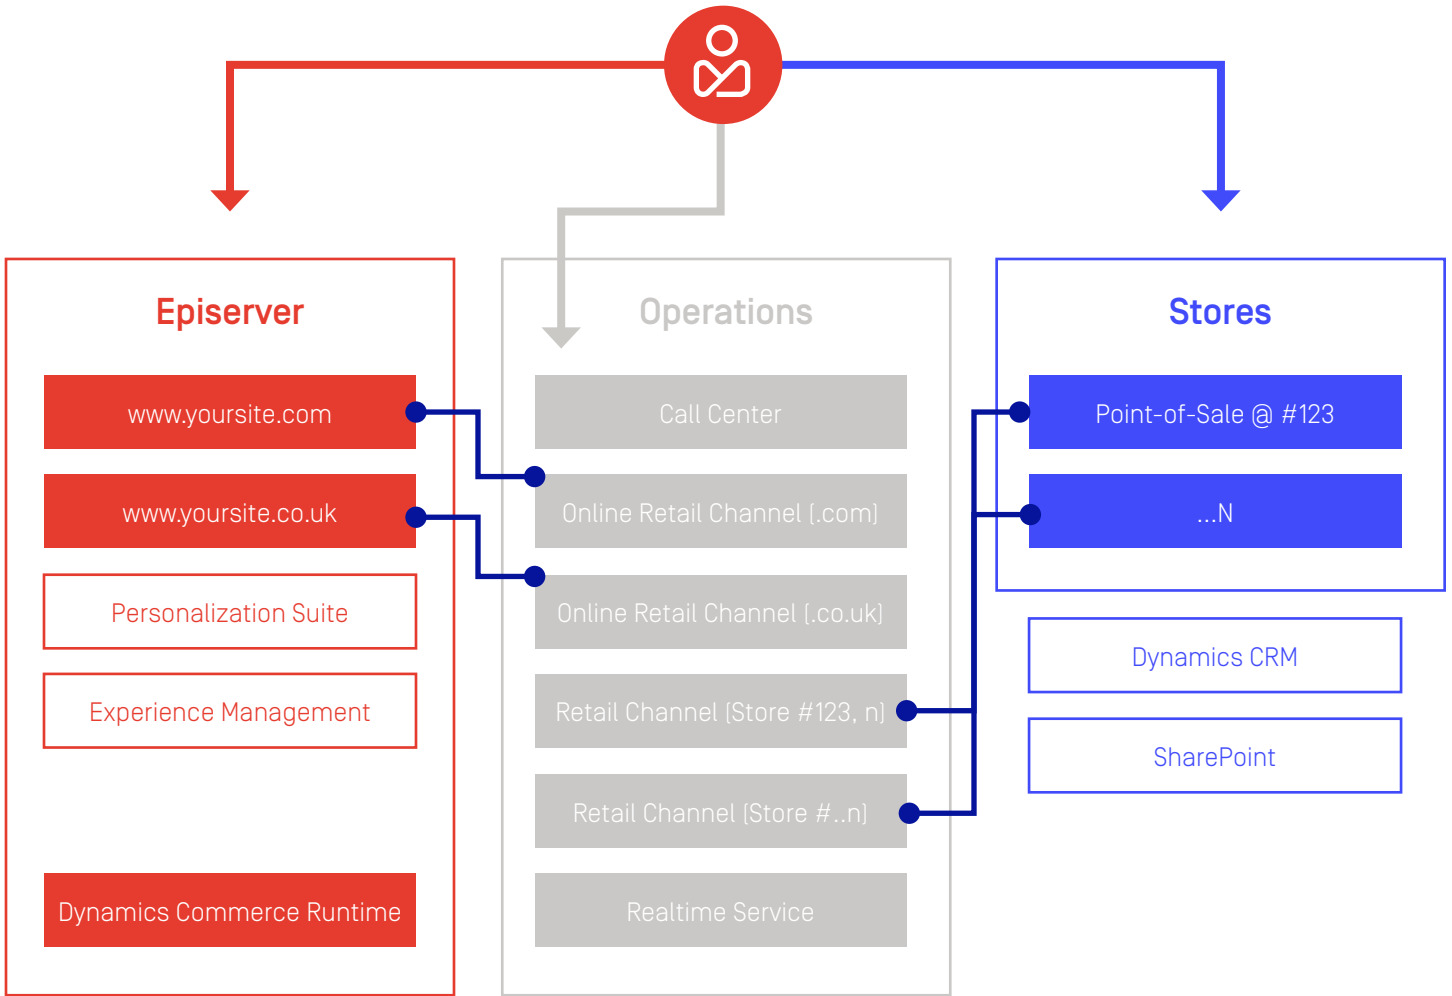 Episerver
www.yoursite.com
www.yoursite.co.uk
Personalization Suite
Experience Management
Dynamics Commerce Runtime
Operations
Call Center
Online Retail Channel (.com)
Online Retail Channel (.co.uk)
Retail Channel (Store #123, n)
Retail Channel (Store #..n)
Realtime Service
Stores
Point-of-Sale @ #123
...N
Dynamics CRM
SharePoint